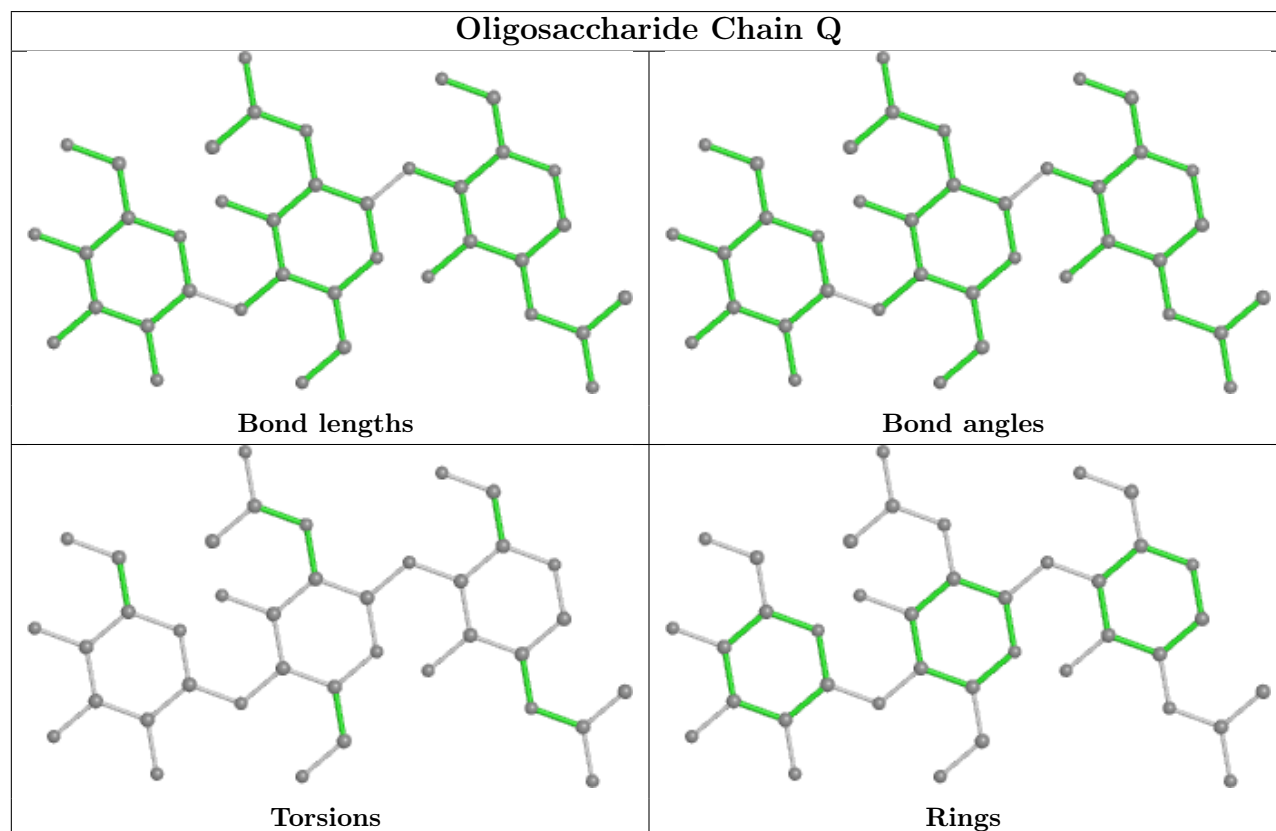 Oligosaccharide Chain Q
Bond lengths
Bond angles
Torsions
Rings